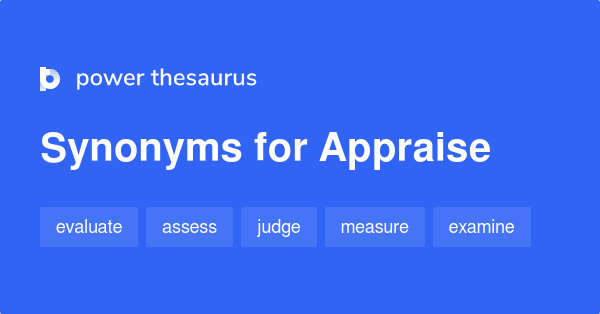 power thesaurus
Synonyms for Appraise
evaluate assess judge measure examine